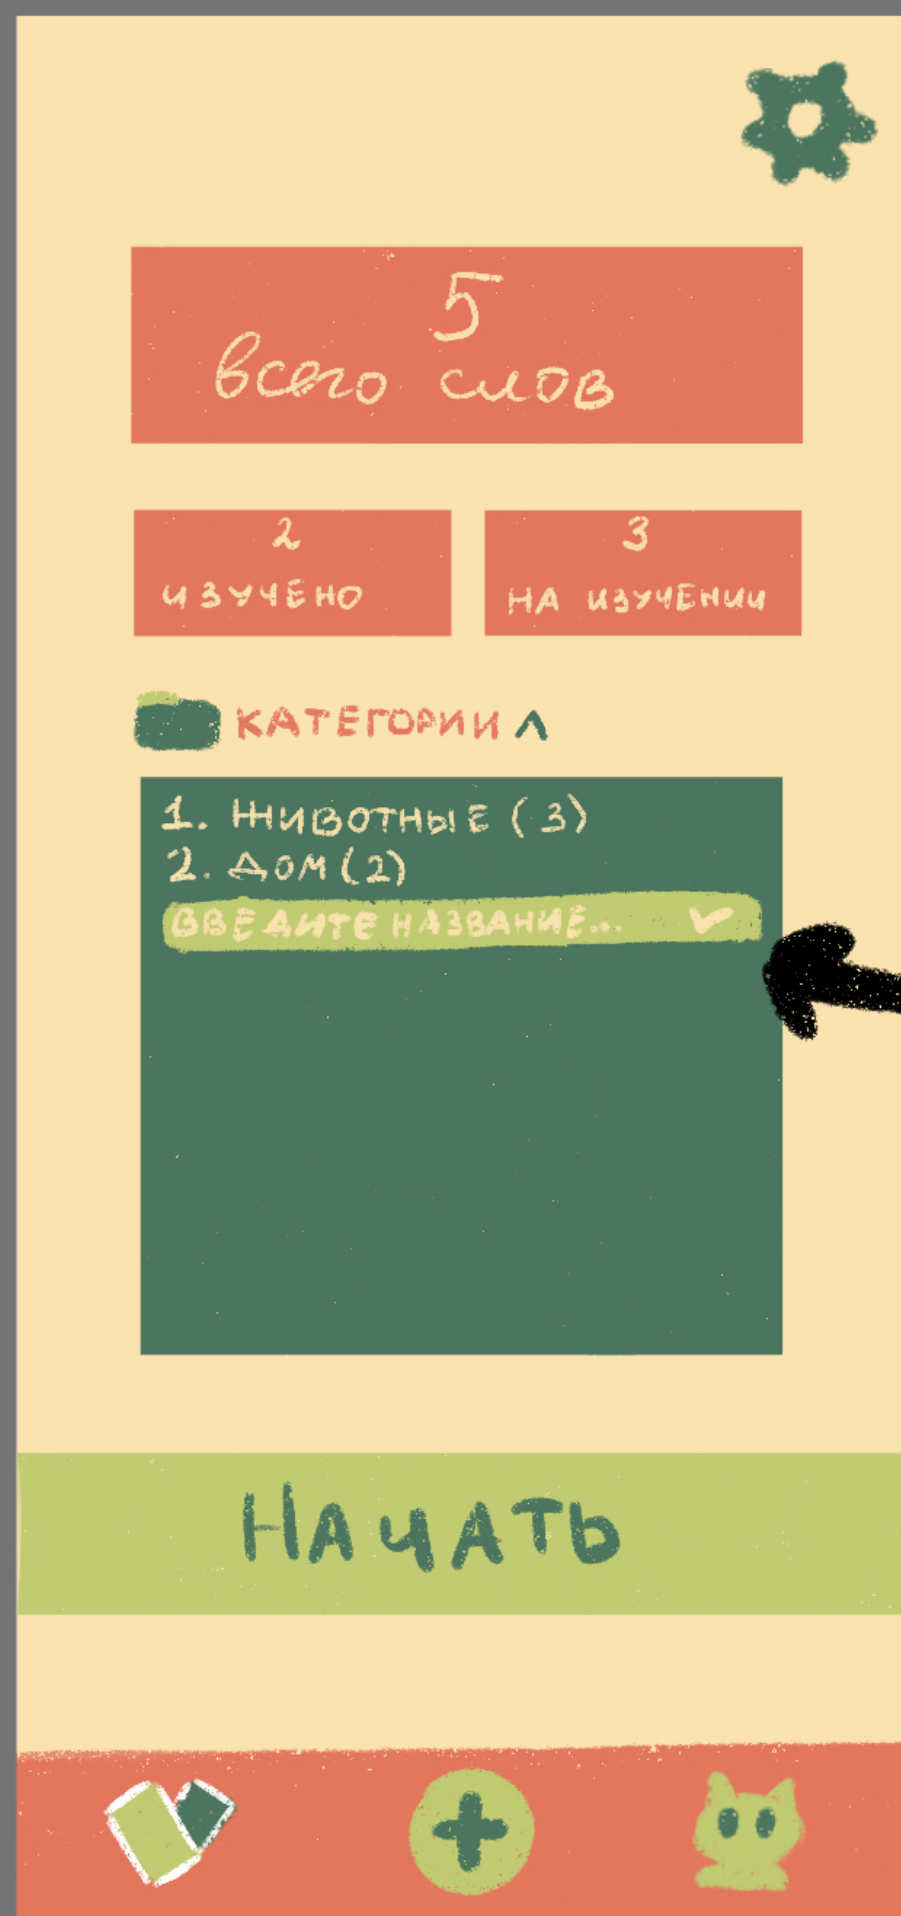 5
всего слов
2
ИЗУЧЕНО
3
НА ИЗУЧЕНИИ
КАТЕГОРИИ ^
1. ЖИВОТНЫЕ (3)
2. ДОМ (2)
ВВЕДИТЕ НАЗВАНИЕ...
НАЧАТЬ